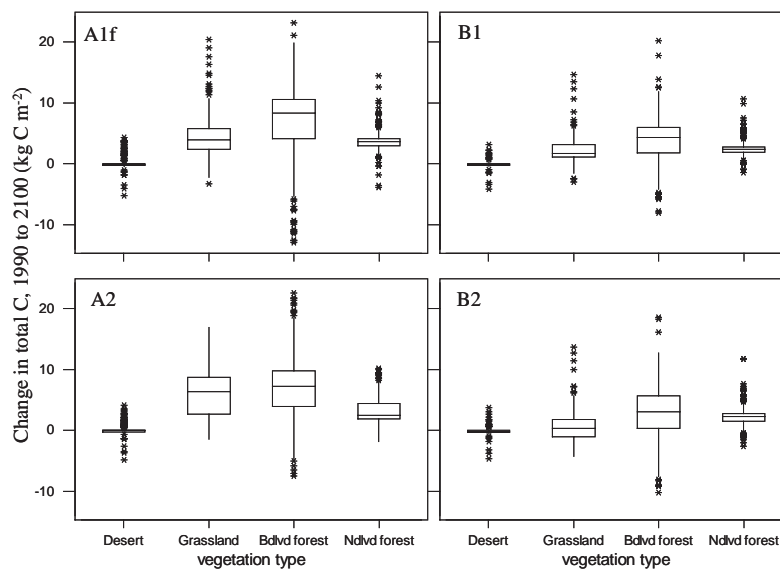 Change in total C, 1990 to 2100 (kg C m-2)
A1f
20
10
0
-10
B1
A2
20
10
0
-10
B2
Desert Grassland Bdlvd forest Ndlvd forest
Desert Grassland Bdlvd forest Ndlvd forest
vegetation type
vegetation type